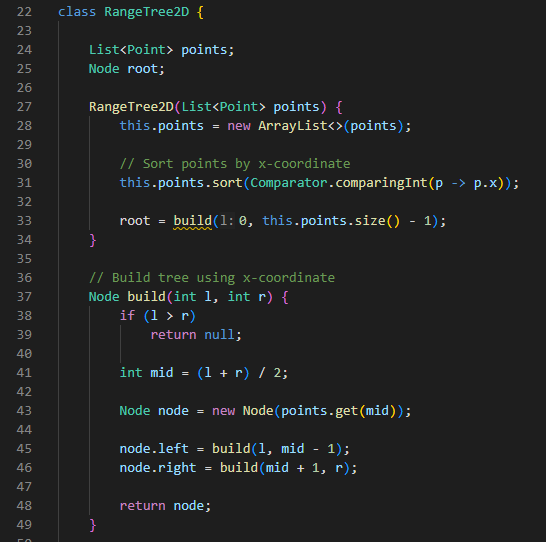 22 class RangeTree2D {
23
24     List<Point> points;
25     Node root;
26
27     RangeTree2D(List<Point> points) {
28         this.points = new ArrayList<>(points);
29
30         // Sort points by x-coordinate
31         this.points.sort(Comparator.comparingInt(p -> p.x));
32
33         root = build(l: 0, this.points.size() - 1);
34     }
35
36     // Build tree using x-coordinate
37     Node build(int l, int r) {
38         if (l > r)
39             return null;
40
41         int mid = (l + r) / 2;
42
43         Node node = new Node(points.get(mid));
44
45         node.left = build(l, mid - 1);
46         node.right = build(mid + 1, r);
47
48         return node;
49     }